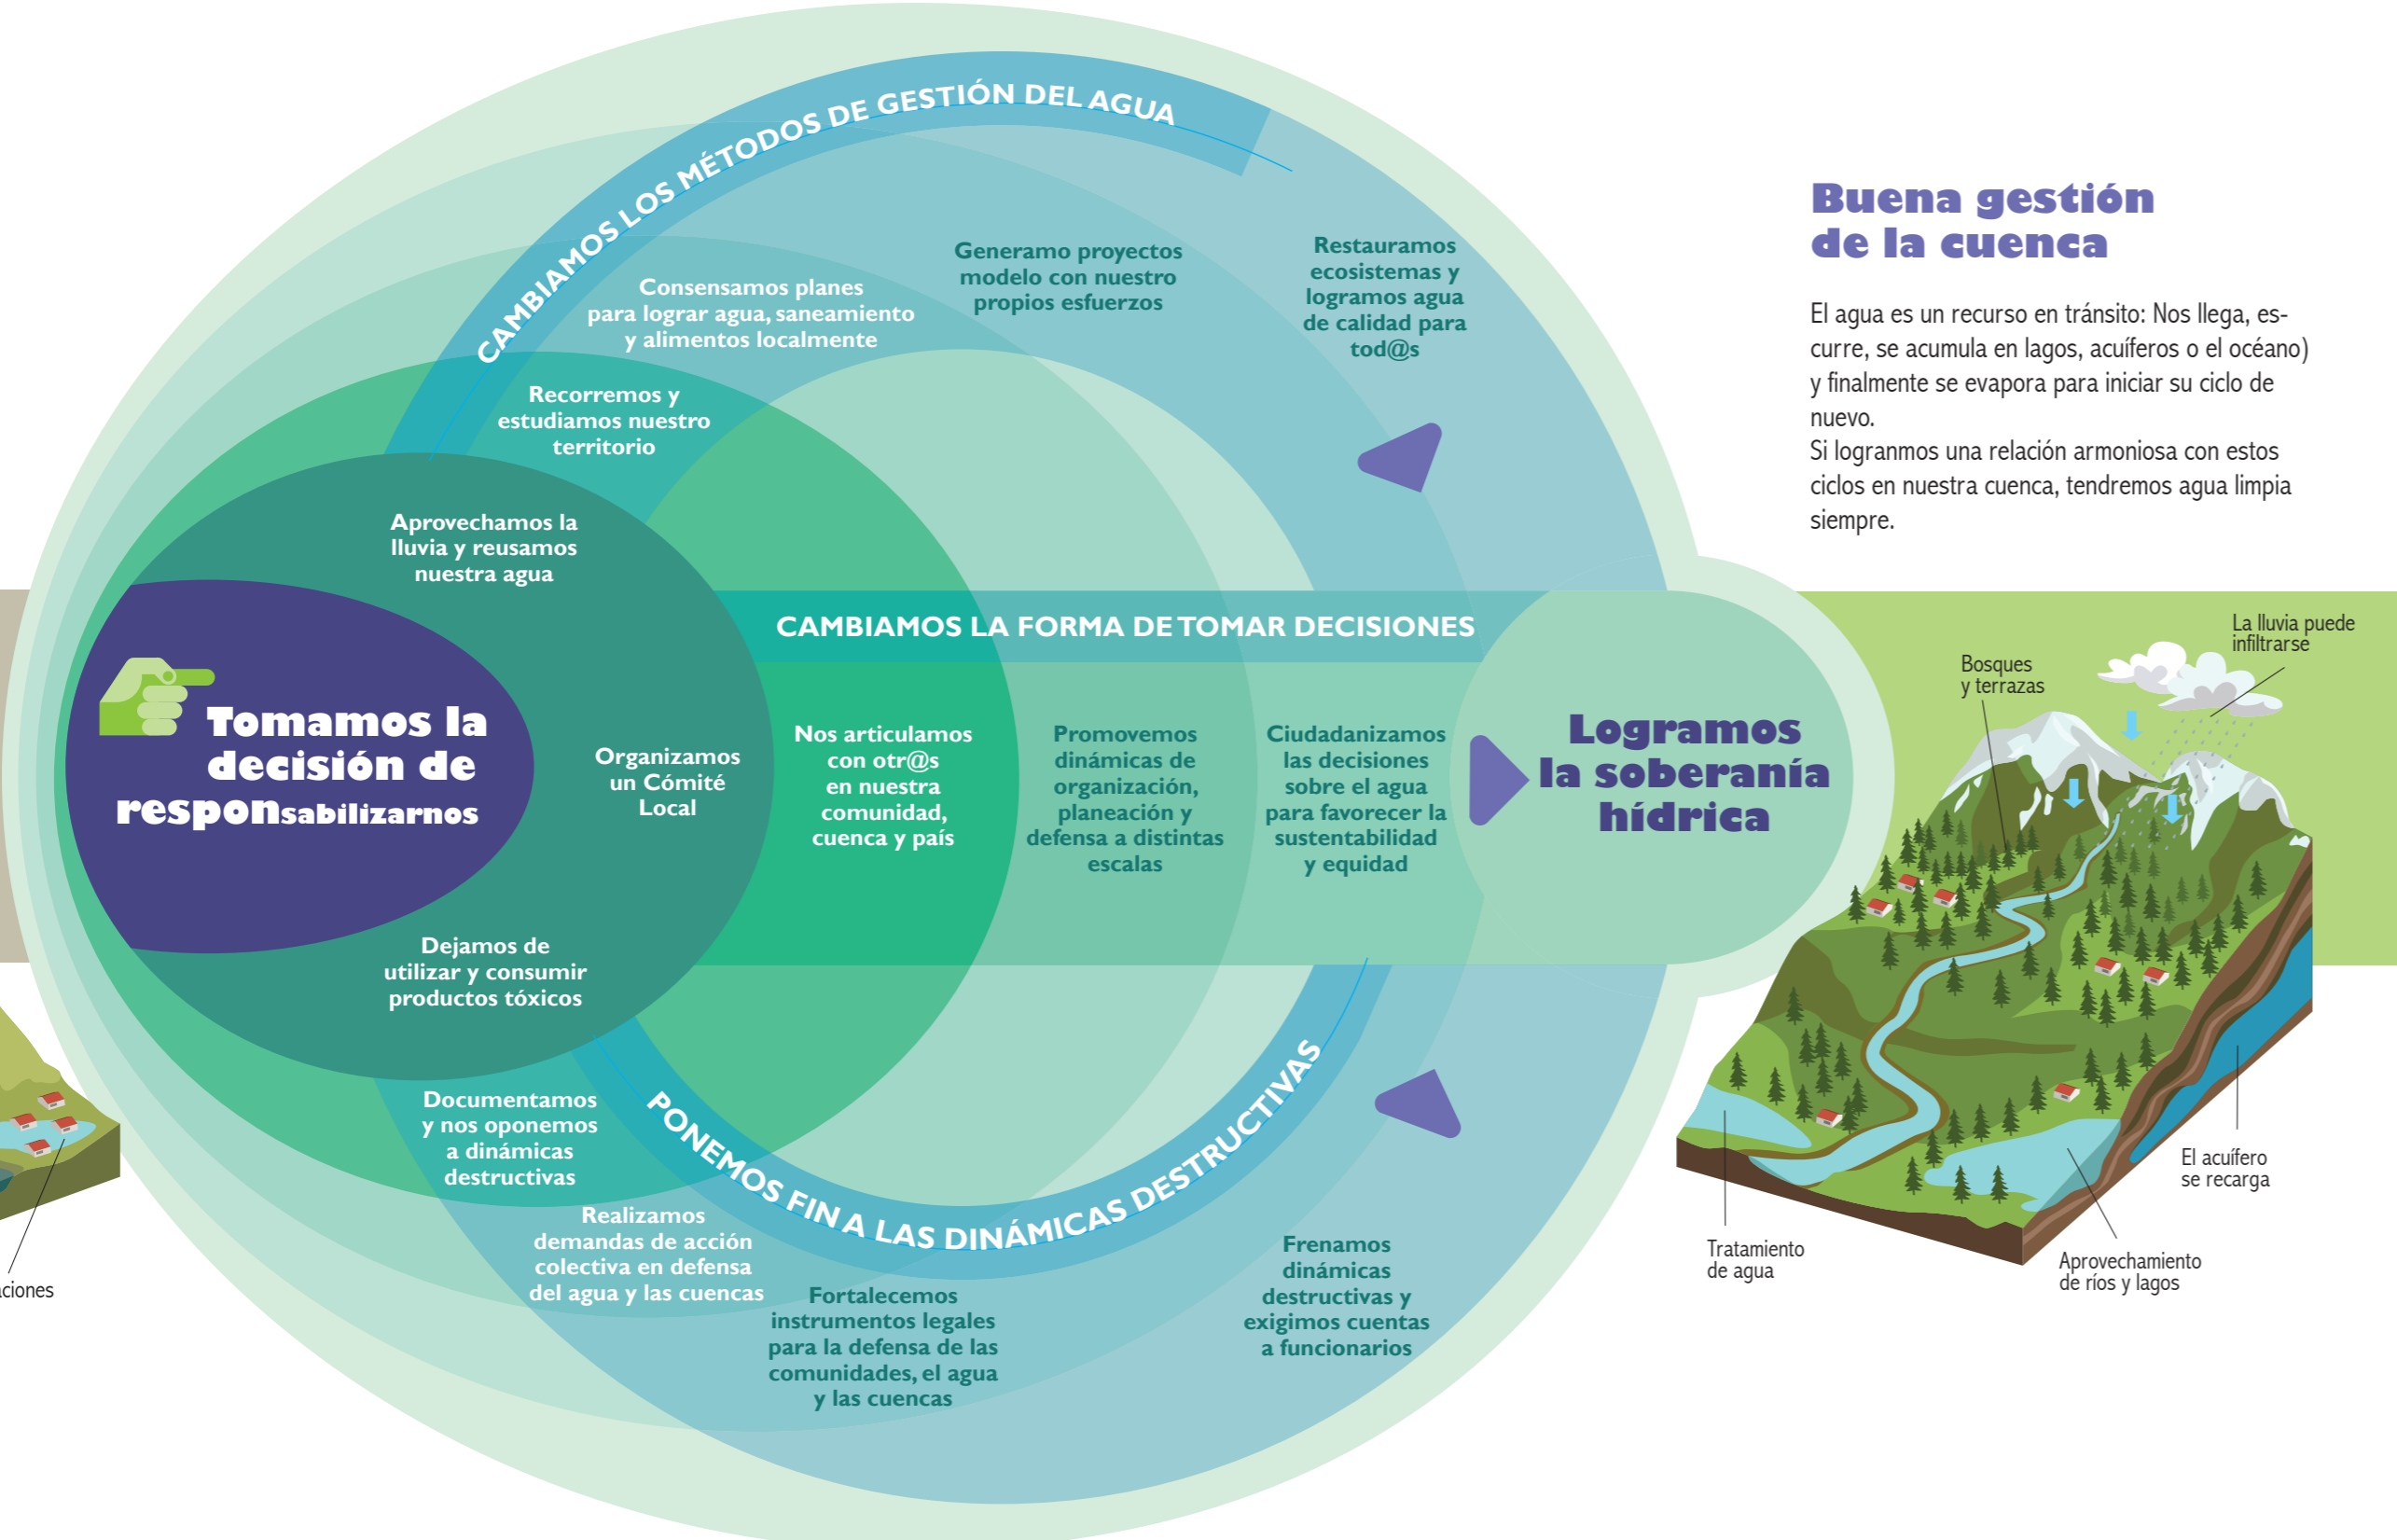 CAMBIAMOS LOS MÉTODOS DE GESTIÓN DEL AGUA
Aprovechamos la
lluvia y reusamos
nuestra agua
Recorremos y
estudiamos nuestro
territorio
Consensamos planes
para lograr agua, saneamiento
y alimentos localmente
Generamo proyectos
modelo con nuestro
propios esfuerzos
Restauramos
ecosistemas y
logramos agua
de calidad para
tod@s
Tomamos la
decisión de
responsabilizarnos
CAMBIAMOS LA FORMA DE TOMAR DECISIONES
Organizamos
un Cómité
Local
Nos articulamos
con otr@s
en nuestra
comunidad,
cuenca y país
Promovemos
dinámicas de
organización,
planeación y
defensa a distintas
escalas
Ciudadanizamos
las decisiones
sobre el agua
para favorecer la
sustentabilidad
y equidad
Logramos
la soberanía
hídrica
Dejamos de
utilizar y consumir
productos tóxicos
Documentamos
y nos oponemos
a dinámicas
destructivas
Realizamos
demandas de acción
colectiva en defensa
del agua y las cuencas
Fortalecemos
instrumentos legales
para la defensa de las
comunidades, el agua
y las cuencas
Frenamos
dinámicas
destructivas y
exigimos cuentas
a funcionarios
PONEMOS FIN A LAS DINÁMICAS DESTRUCTIVAS
Buena gestión
de la cuenca
El agua es un recurso en tránsito: Nos llega, es-
curre, se acumula en lagos, acuíferos o el océano)
y finalmente se evapora para iniciar su ciclo de
nuevo.
Si logranmos una relación armoniosa con estos
ciclos en nuestra cuenca, tendremos agua limpia
siempre.
La lluvia puede
infiltrarse
Bosques
y terrazas
El acuífero
se recarga
Tratamiento
de agua
Aprovechamiento
de ríos y lagos